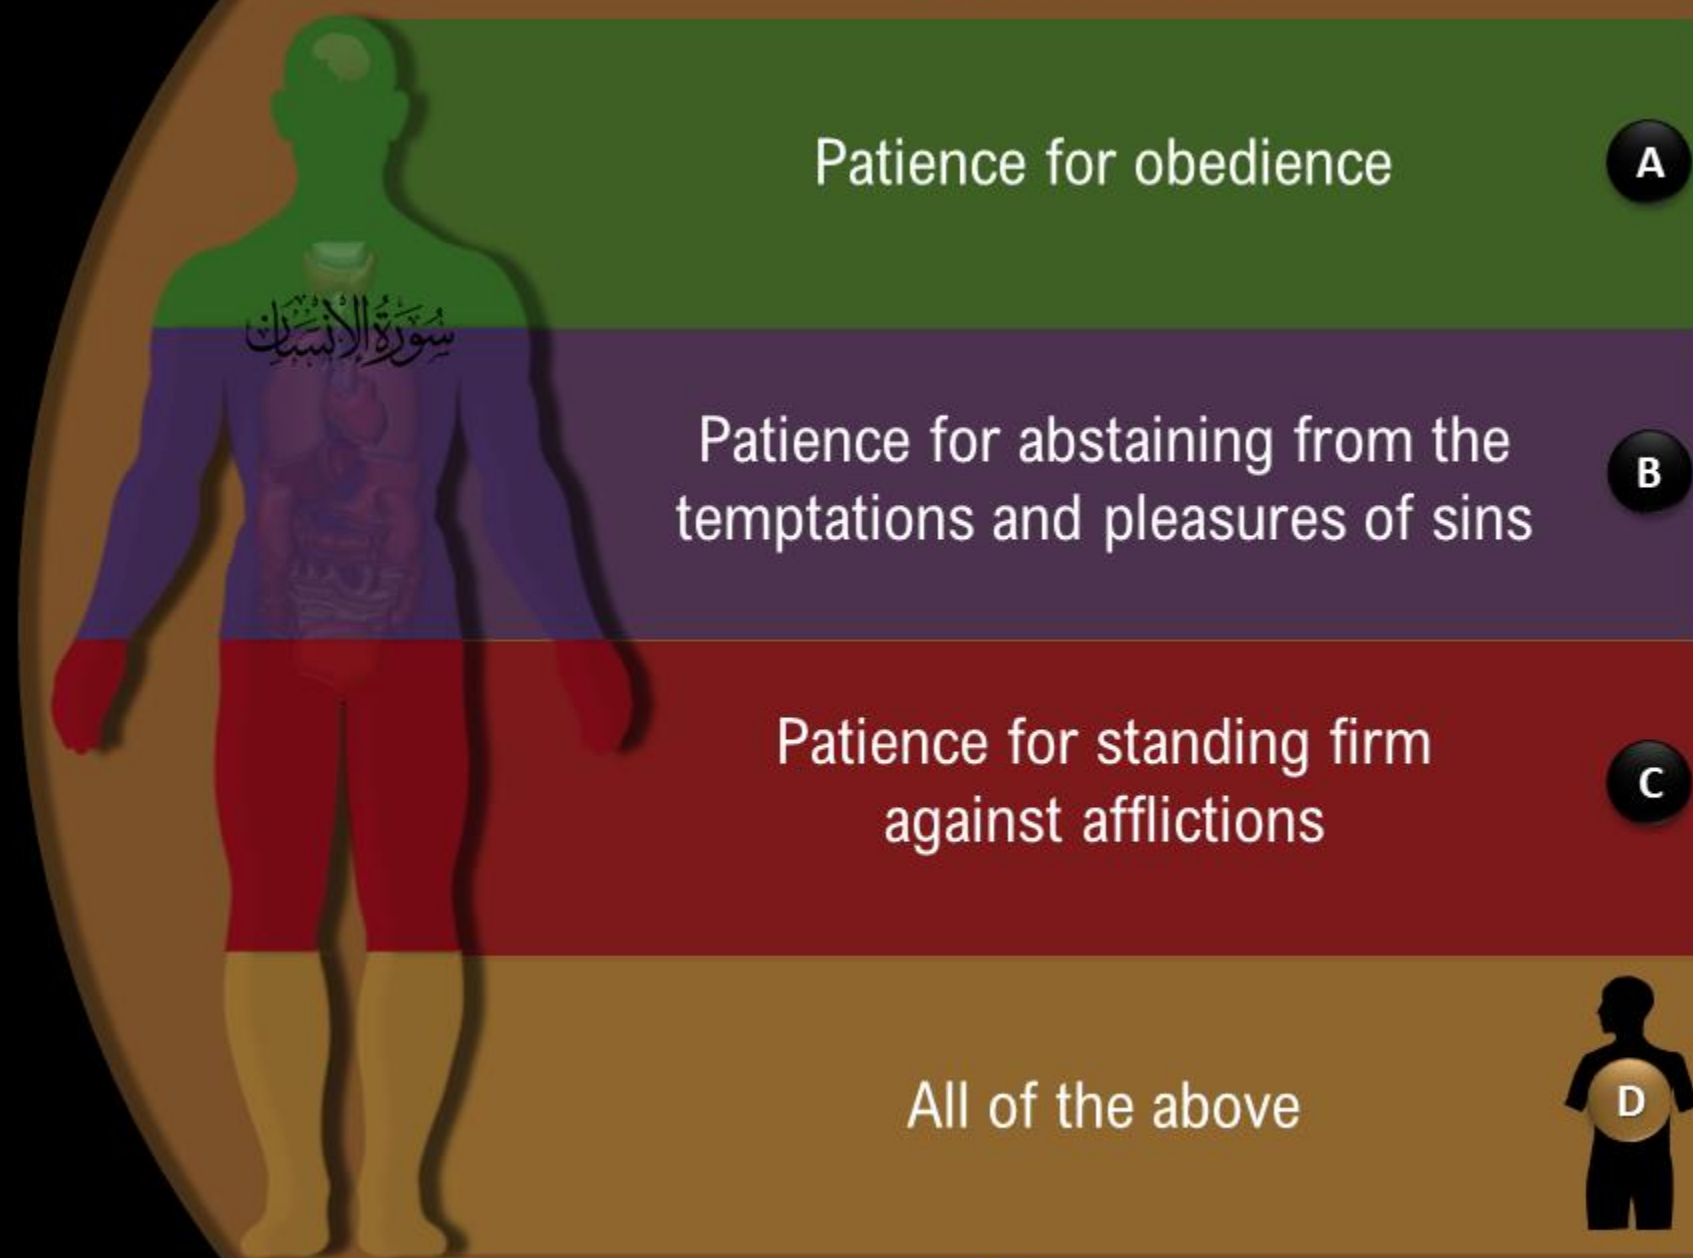 Patience for obedience
A
سُورَةُ الإِنسَانِ
Patience for abstaining from the
temptations and pleasures of sins
B
Patience for standing firm
against afflictions
C
All of the above
D